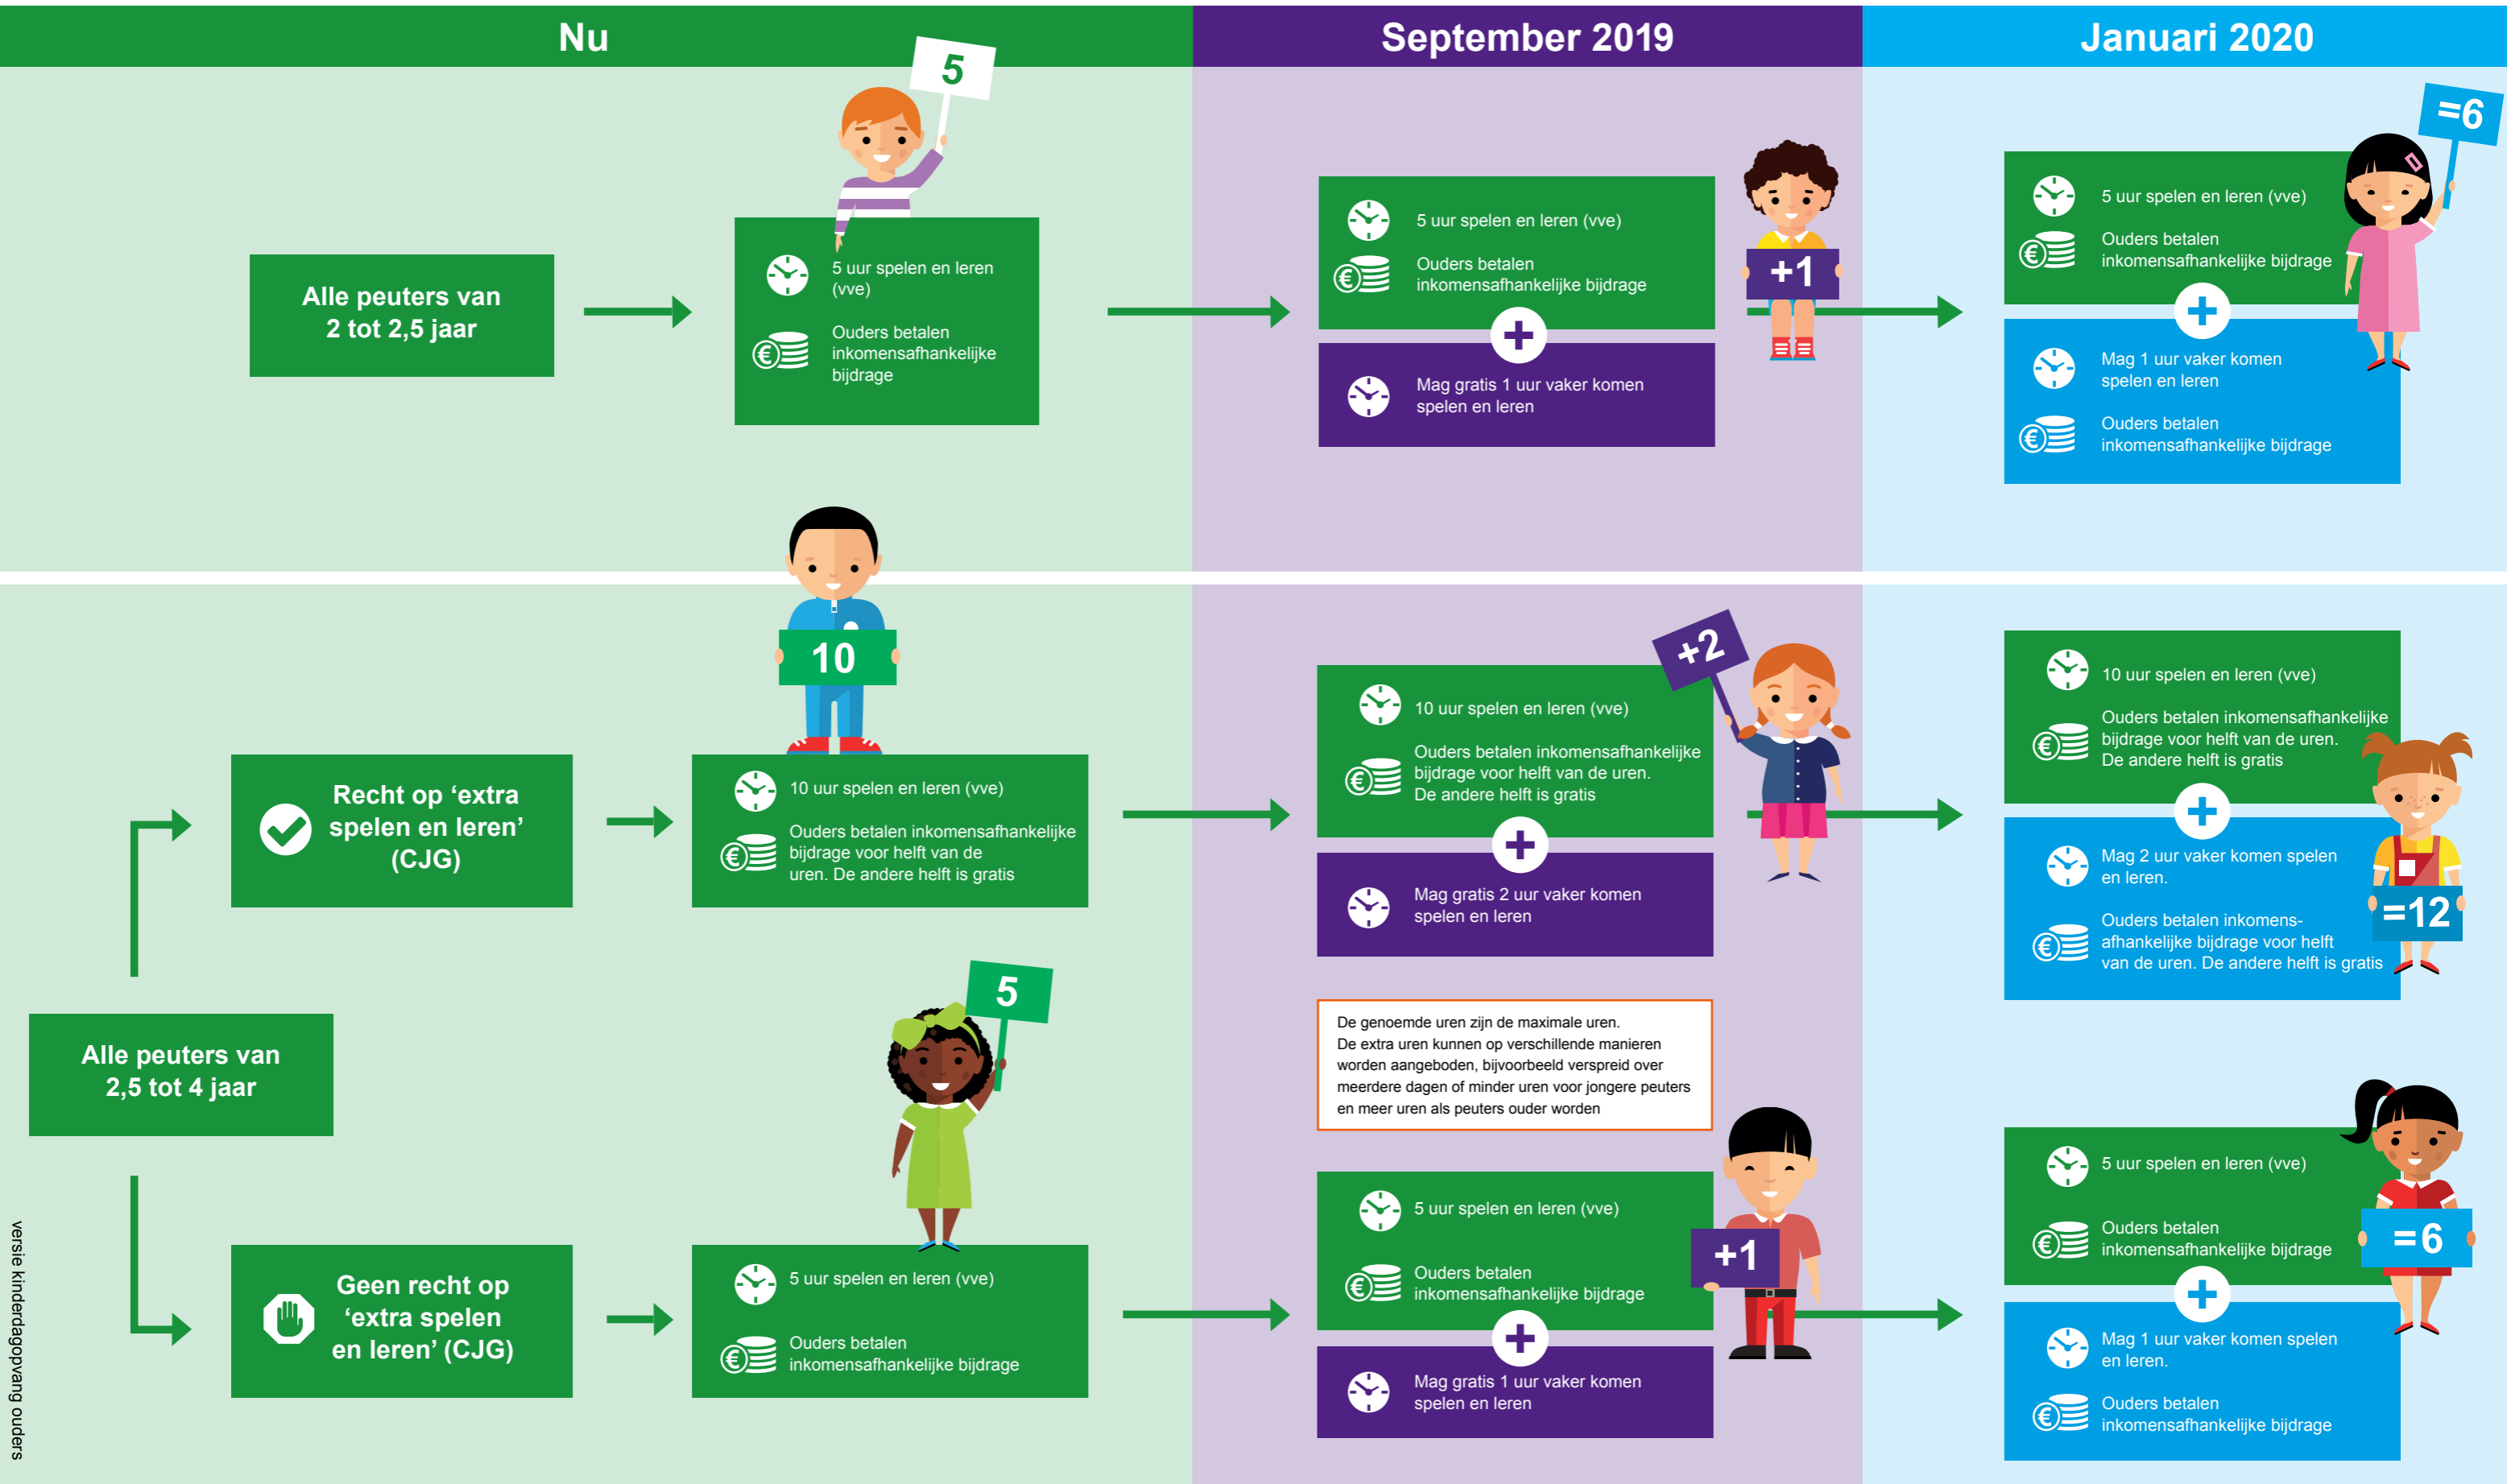 Nu
September 2019
Januari 2020
5
=6
Alle peuters van
2 tot 2,5 jaar
5 uur spelen en leren
(vve)
Ouders betalen
inkomensafhankelijke
bijdrage
5 uur spelen en leren (vve)
Ouders betalen
inkomensafhankelijke bijdrage
+1
Mag gratis 1 uur vaker komen
spelen en leren
5 uur spelen en leren (vve)
Ouders betalen
inkomensafhankelijke bijdrage
Mag 1 uur vaker komen
spelen en leren
Ouders betalen
inkomensafhankelijke bijdrage
Alle peuters van
2,5 tot 4 jaar
Recht op ‘extra
spelen en leren’
(CJG)
10
10 uur spelen en leren (vve)
Ouders betalen inkomensafhankelijke
bijdrage voor helft van de
uren. De andere helft is gratis
+2
10 uur spelen en leren (vve)
Ouders betalen inkomensafhankelijke
bijdrage voor helft van de uren.
De andere helft is gratis
Mag gratis 2 uur vaker komen
spelen en leren
10 uur spelen en leren (vve)
Ouders betalen inkomensafhankelijke
bijdrage voor helft van de uren.
De andere helft is gratis
Mag 2 uur vaker komen spelen
en leren.
Ouders betalen inkomens-
afhankelijke bijdrage voor helft
van de uren. De andere helft is gratis
=12
De genoemde uren zijn de maximale uren.
De extra uren kunnen op verschillende manieren
worden aangeboden, bijvoorbeeld verspreid over
meerdere dagen of minder uren voor jongere peuters
en meer uren als peuters ouder worden
Geen recht op
‘extra spelen
en leren’ (CJG)
5
5 uur spelen en leren (vve)
Ouders betalen
inkomensafhankelijke bijdrage
5 uur spelen en leren (vve)
Ouders betalen
inkomensafhankelijke bijdrage
+1
Mag gratis 1 uur vaker komen
spelen en leren
5 uur spelen en leren (vve)
Ouders betalen
inkomensafhankelijke bijdrage
=6
Mag 1 uur vaker komen spelen
en leren.
Ouders betalen
inkomensafhankelijke bijdrage
versie kinderdagopvang ouders